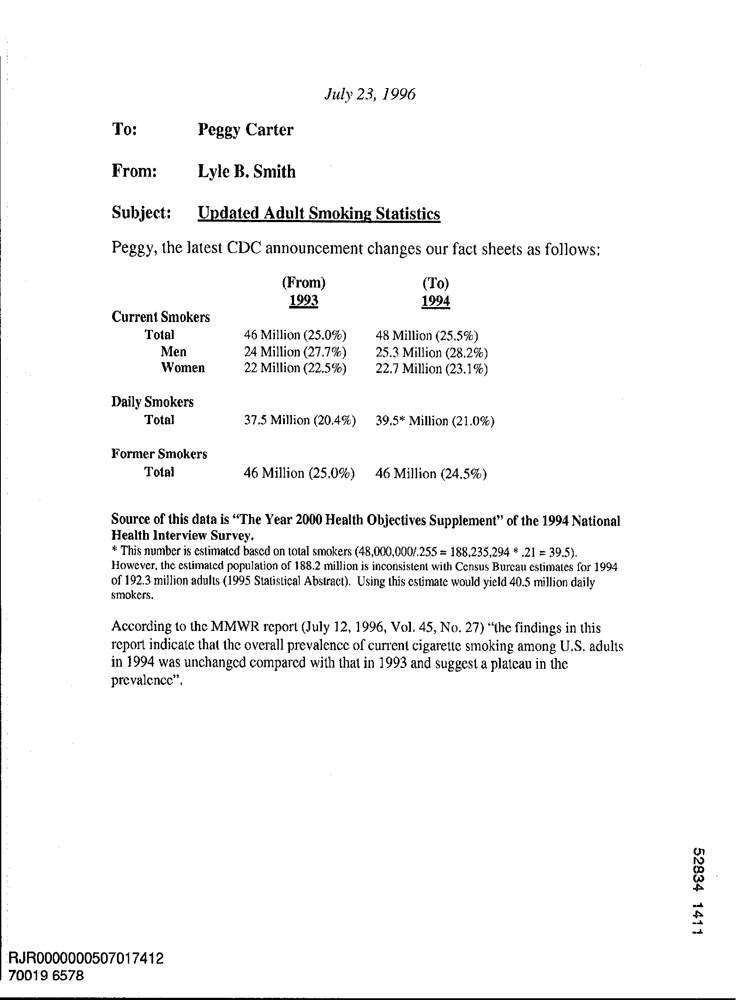 July 23, 1996
To: Peggy Carter
From: Lyle B. Smith
Subject: Updated Adult Smoking Statistics
Peggy, the latest CDC announcement changes our fact sheets as follows:
(From) (To)
1993 1994
Current Smokers
Total 46 Million (25.0%) 48 Million (25.5%)
Men 24 Million (27.7%) 25.3 Million (28.2%)
Women 22 Million (22.5%) 22.7 Million (23.1%)
Daily Smokers
Total 37.5 Million (20.4%) 39.5* Million (21.0%)
Former Smokers
Total 46 Million (25.0%) 46 Million (24.5%)
Source of this data is "The Year 2000 Health Objectives Supplement" of the 1994 National
Health Interview Survey.
* This number is estimated based on total smokers (48,000,000/.255 = 188,235,294 * .21 = 39.5).
However, the estimated population of 188.2 million is inconsistent with Census Bureau estimates for 1994
of 192.3 million adults (1995 Statistical Abstract). Using this estimate would yield 40.5 million daily
smokers.
According to the MMWR report (July 12, 1996, Vol. 45, No. 27) "the findings in this
report indicate that the overall prevalence of current cigarette smoking among U.S. adults
in 1994 was unchanged compared with that in 1993 and suggest a plateau in the
prevalence".
52834 1411
RJR0000000507017412
70019 6578